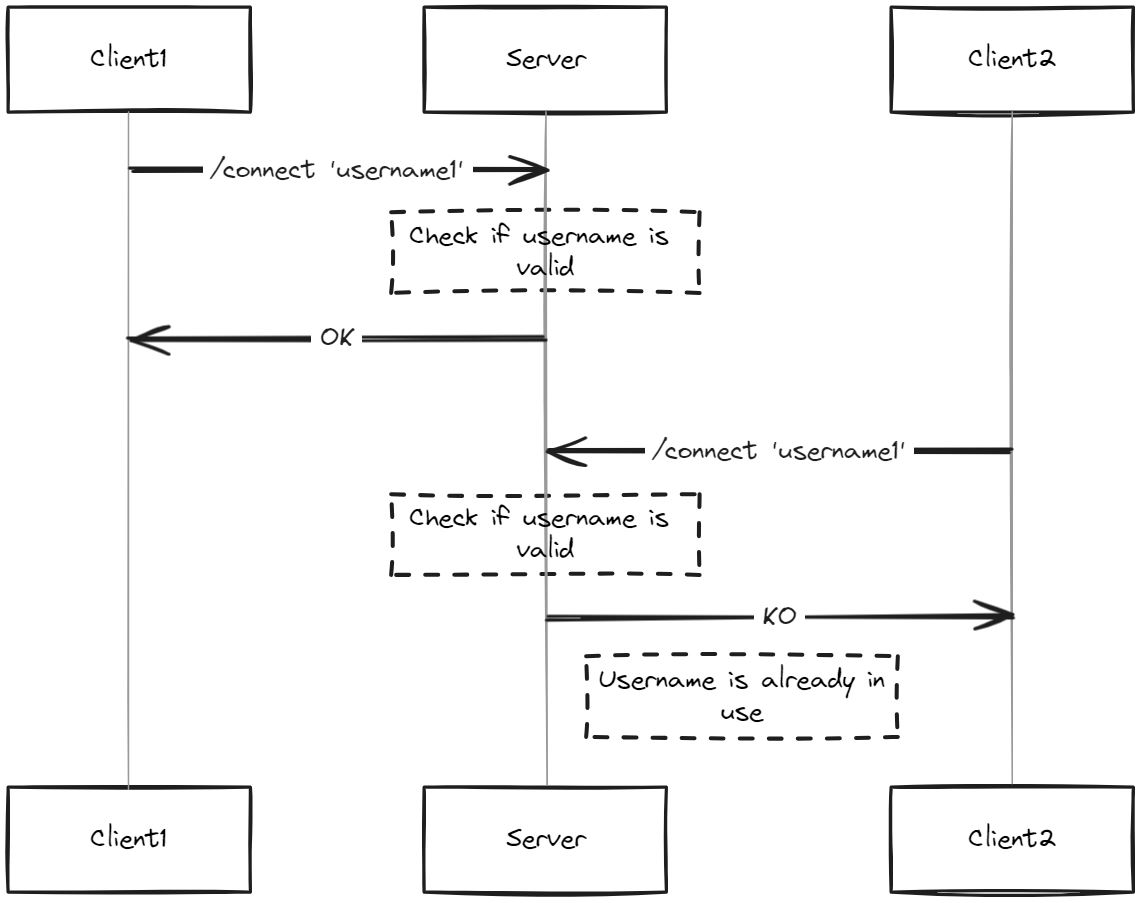 Client1
Server
Client2
/connect 'username1'
Check if username is
valid
OK
/connect 'username1'
Check if username is
valid
KO
Username is already in
use
Client1
Server
Client2